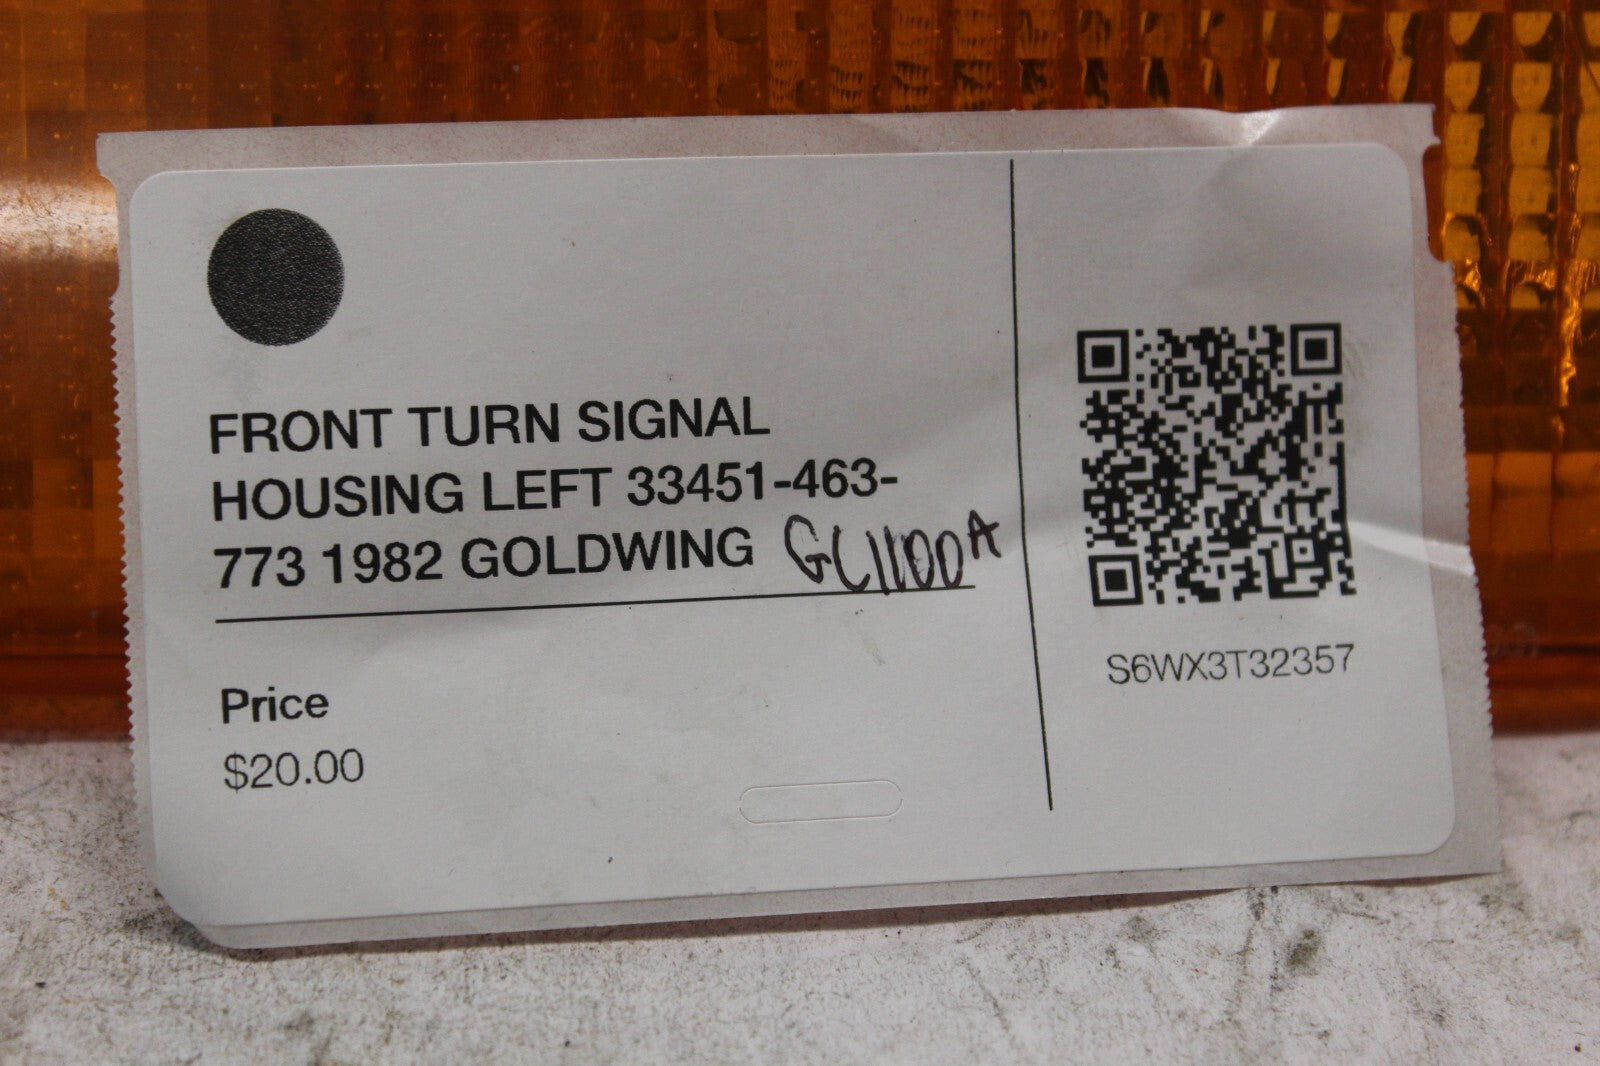 FRONT TURN SIGNAL
HOUSING LEFT 33451-463-
773 1982 GOLDWING GL1100A
Price
$20.00
S6WX3T32357